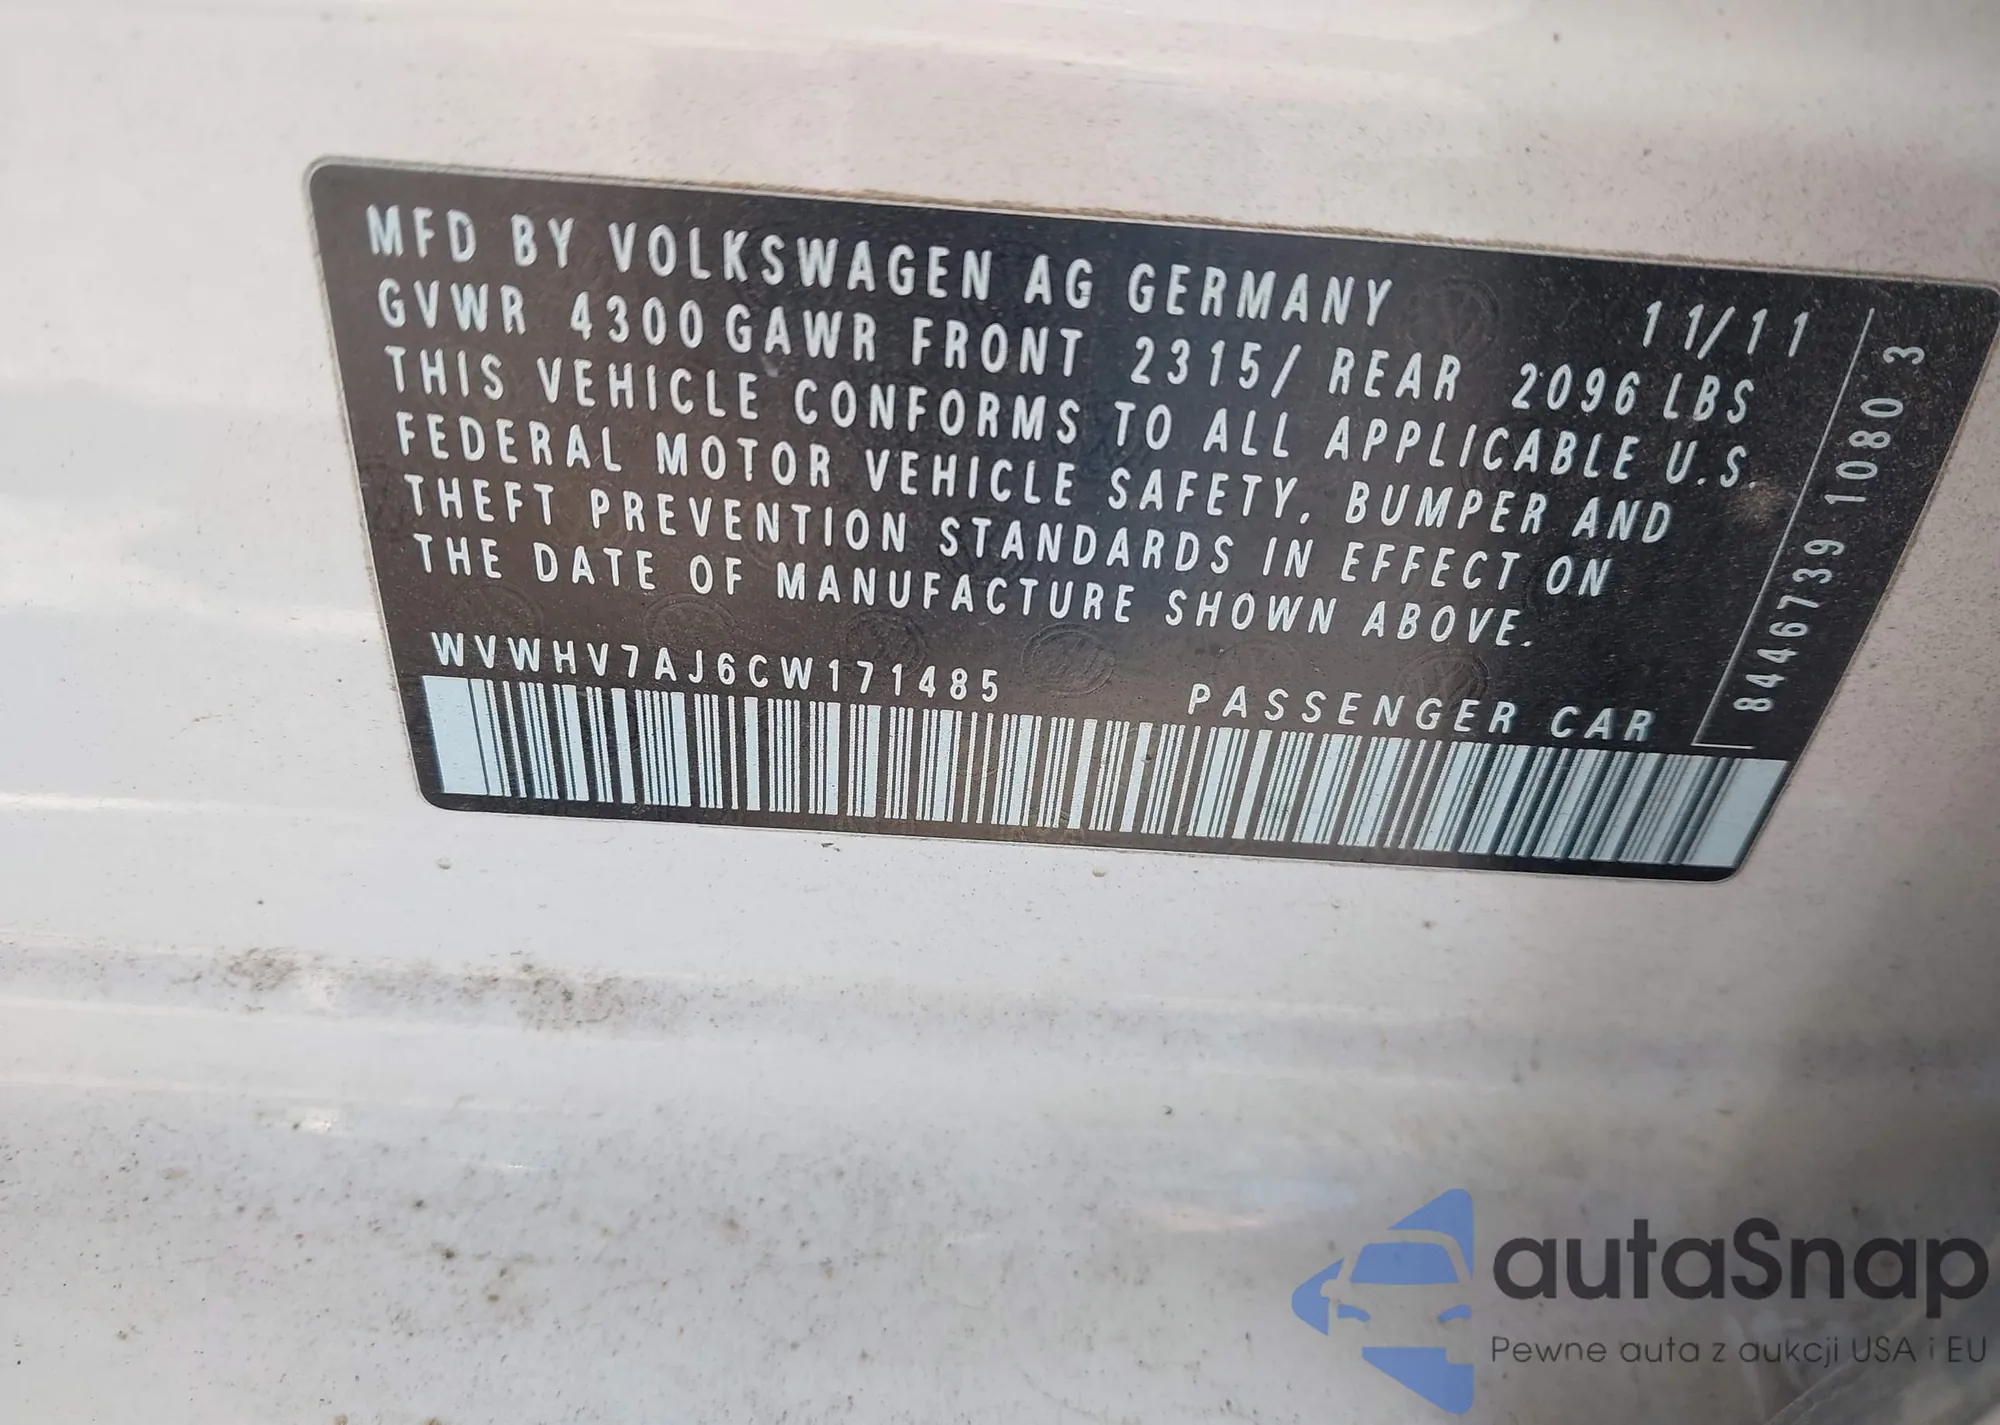 MFD BY VOLKSWAGEN AG GERMANY 11/11
GVWR 4300 GAWR FRONT 2315/ REAR 2096 LBS
THIS VEHICLE CONFORMS TO ALL APPLICABLE U.S.
FEDERAL MOTOR VEHICLE SAFETY, BUMPER AND
THEFT PREVENTION STANDARDS IN EFFECT ON
THE DATE OF MANUFACTURE SHOWN ABOVE.
WVWHV7AJ6CW171485 PASSENGER CAR
8446739 1080 3
autaSnap
Pewne auta z aukcji USA i EU